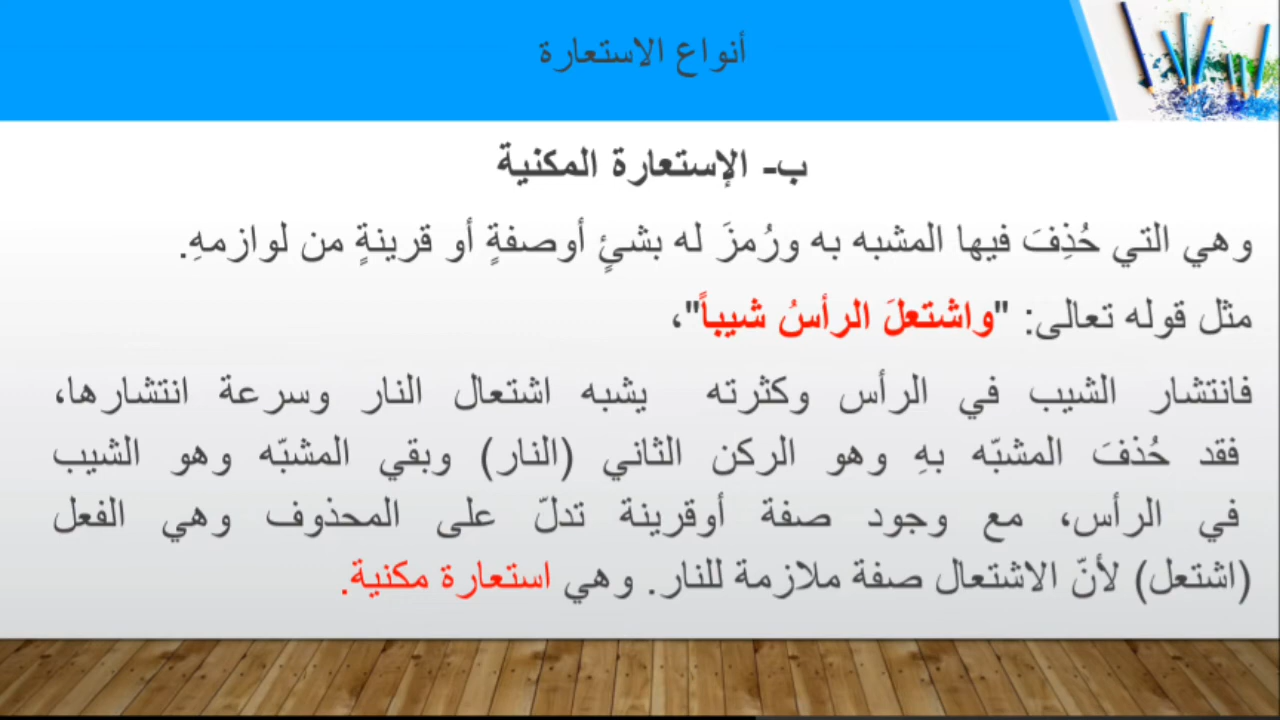 أنواع الاستعارة
ب- الإستعارة المكنية
وهي التي حُذِفَ فيها المشبه به ورُمزَ له بشئٍ أوصفةٍ أو قرينةٍ من لوازمهِ.
مثل قوله تعالى: "واشتعلَ الرأسُ شيباً"،
فانتشار الشيب في الرأس وكثرته يشبه اشتعال النار وسرعة انتشارها،
فقد حُذفَ المشبّه بهِ وهو الركن الثاني (النار) وبقي المشبّه وهو الشيب
في الرأس، مع وجود صفة أوقرينة تدلّ على المحذوف وهي الفعل
(اشتعل) لأنّ الاشتعال صفة ملازمة للنار. وهي استعارة مكنية.